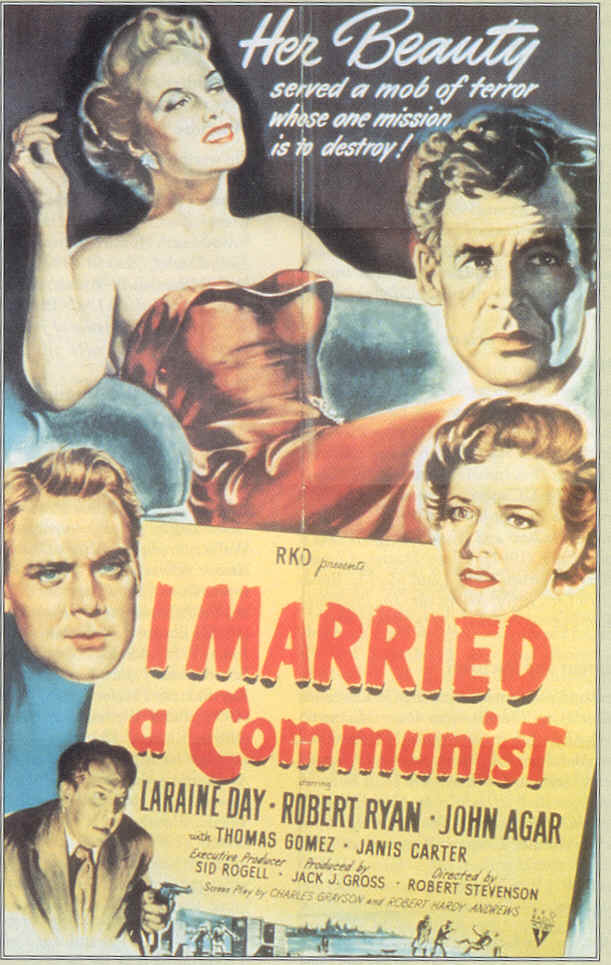 Her Beauty
served a mob of terror
whose one mission
is to destroy!
RKO presents
I MARRIED
a Communist
starring
LARAINE DAY · ROBERT RYAN · JOHN AGAR
with THOMAS GOMEZ · JANIS CARTER
Executive Producer Produced by Directed by
SID ROGELL · JACK J. GROSS · ROBERT STEVENSON
Screen Play by CHARLES GRAYSON and ROBERT HARDY ANDREWS
RKO
RADIO